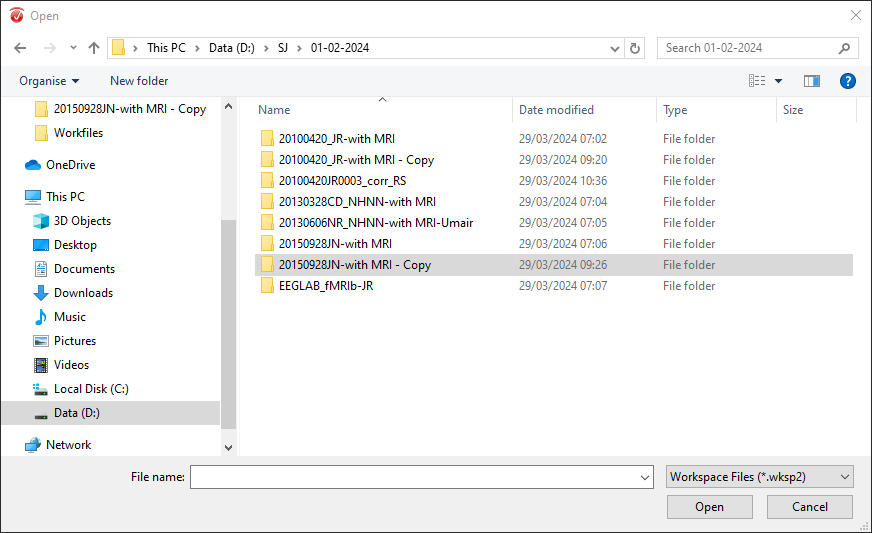 Open
This PC > Data (D:) > SJ > 01-02-2024
Search 01-02-2024
Organise New folder
?
20150928JN-with MRI - Copy
Workfiles
OneDrive
This PC
3D Objects
Desktop
Documents
Downloads
Music
Pictures
Videos
Local Disk (C:)
Data (D:)
Network
Name Date modified Type Size
20100420_JR-with MRI 29/03/2024 07:02 File folder
20100420_JR-with MRI - Copy 29/03/2024 09:20 File folder
20100420JR0003_corr_RS 29/03/2024 10:36 File folder
20130328CD_NHNN-with MRI 29/03/2024 07:04 File folder
20130606NR_NHNN-with MRI-Umair 29/03/2024 07:05 File folder
20150928JN-with MRI 29/03/2024 07:06 File folder
20150928JN-with MRI - Copy 29/03/2024 09:26 File folder
EEGLAB_fMRIb-JR 29/03/2024 07:07 File folder
File name: Workspace Files (*.wksp2)
Open Cancel